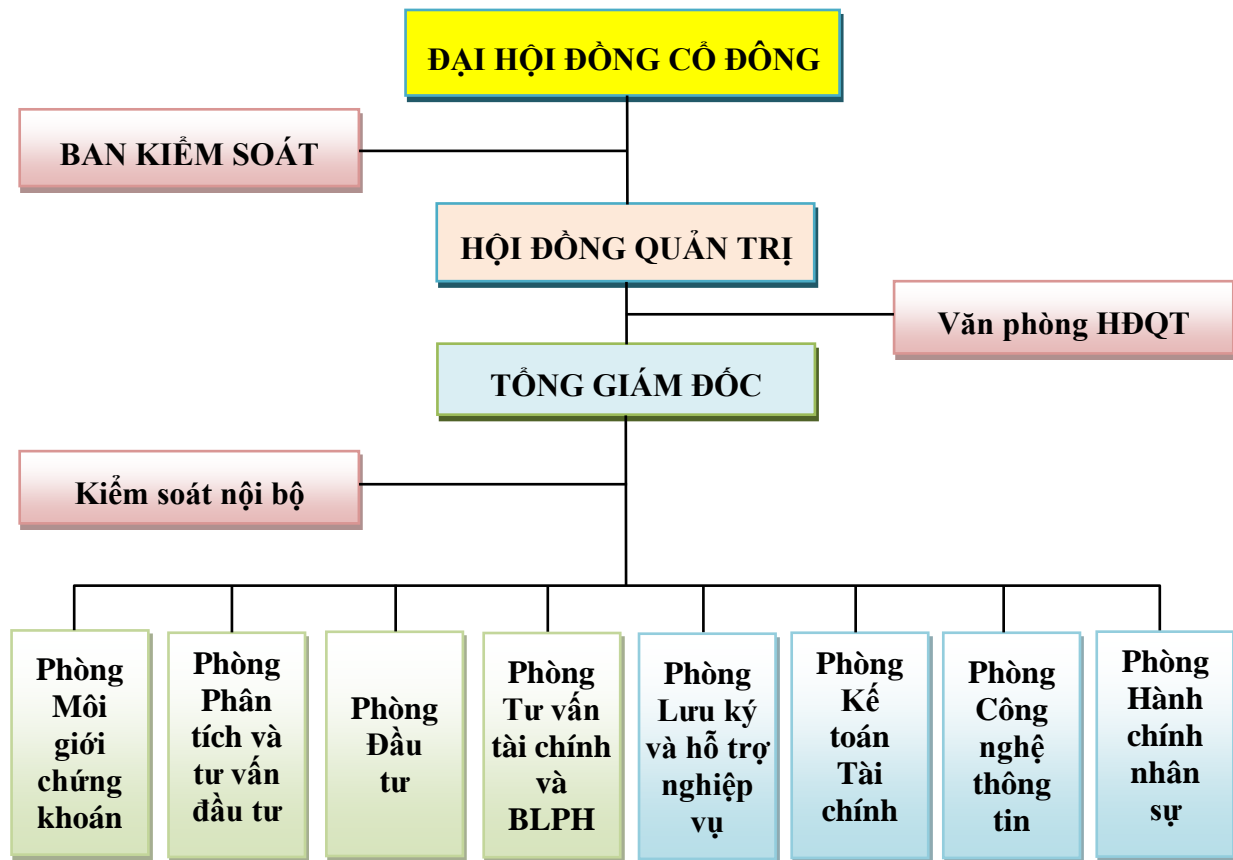 ĐẠI HỘI ĐỒNG CỔ ĐÔNG
BAN KIỂM SOÁT
HỘI ĐỒNG QUẢN TRỊ
Văn phòng HĐQT
TỔNG GIÁM ĐỐC
Kiểm soát nội bộ
Phòng
Môi
giới
chứng
khoán
Phòng
Phân
tích và
tư vấn
đầu tư
Phòng
Đầu
tư
Phòng
Tư vấn
tài chính
và
BLPH
Phòng
Lưu ký
và hỗ trợ
nghiệp
vụ
Phòng
Kế
toán
Tài
chính
Phòng
Công
nghệ
thông
tin
Phòng
Hành
chính
nhân
sự